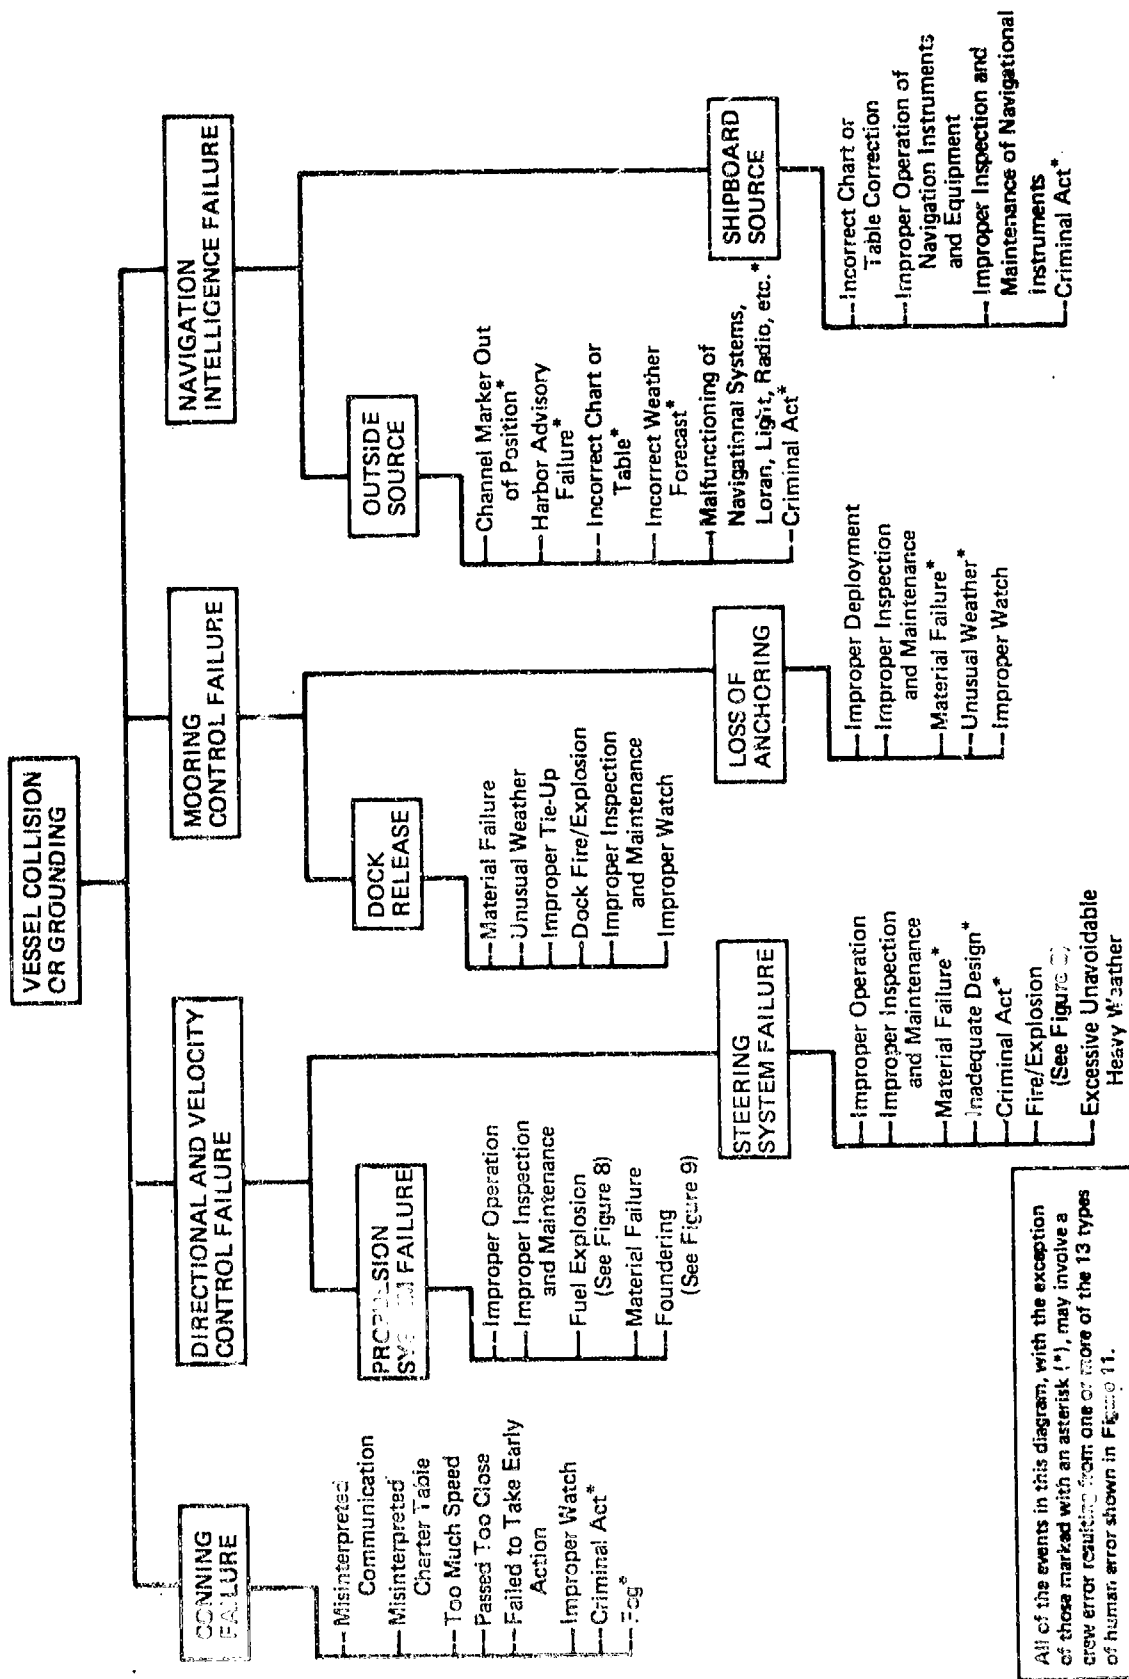 VESSEL COLLISION
OR GROUNDING
CONNING
FAILURE
Misinterpreted
Communication
Misinterpreted
Charter Table
Too Much Speed
Passed Too Close
Failed to Take Early
Action
Improper Watch
Criminal Act*
Fog*
DIRECTIONAL AND VELOCITY
CONTROL FAILURE
PROPULSION
SYSTEM FAILURE
Improper Operation
Improper Inspection
and Maintenance
Fuel Explosion
(See Figure 8)
Material Failure
Foundering
(See Figure 9)
STEERING
SYSTEM FAILURE
Improper Operation
Improper Inspection
and Maintenance
Material Failure*
Inadequate Design*
Criminal Act*
Fire/Explosion
(See Figure
Excessive Unavoidable
Heavy Weather
MOORING
CONTROL FAILURE
DOCK
RELEASE
Material Failure
Unusual Weather
Improper Tie-Up
Dock Fire/Explosion
Improper Inspection
and Maintenance
Improper Watch
LOSS OF
ANCHORING
Improper Deployment
Improper Inspection
and Maintenance
Material Failure*
Unusual Weather*
Improper Watch
NAVIGATION
INTELLIGENCE FAILURE
OUTSIDE
SOURCE
Channel Marker Out
of Position*
Harbor Advisory
Failure*
Incorrect Chart or
Table*
Incorrect Weather
Forecast*
Malfunctioning of
Navigational Systems,
Loran, Light, Radio, etc.*
Criminal Act*
SHIPBOARD
SOURCE
Incorrect Chart or
Table Correction
Improper Operation of
Navigation Instruments
and Equipment
Improper Inspection and
Maintenance of Navigational
Instruments
Criminal Act*
All of the events in this diagram, with the exception
of those marked with an asterisk (*), may involve a
crew error resulting from one or more of the 13 types
of human error shown in Figure 11.